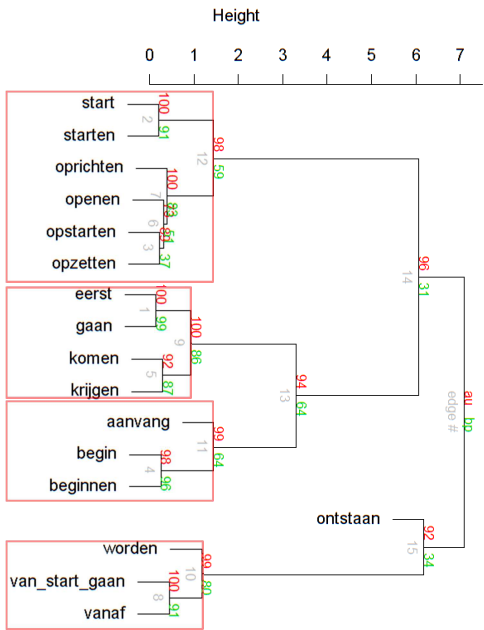 Height
0 1 2 3 4 5 6 7
start
100
2
91
starten
98
12
59
oprichten
100
openen
7
83
6
opstarten
89
51
3
opzetten
37
96
14
31
eerst
100
1
99
gaan
100
9
86
komen
92
5
87
krijgen
94
13
64
au bp
edge #
aanvang
99
11
64
begin
98
4
96
beginnen
ontstaan
92
15
34
worden
99
10
80
van_start_gaan
100
8
91
vanaf